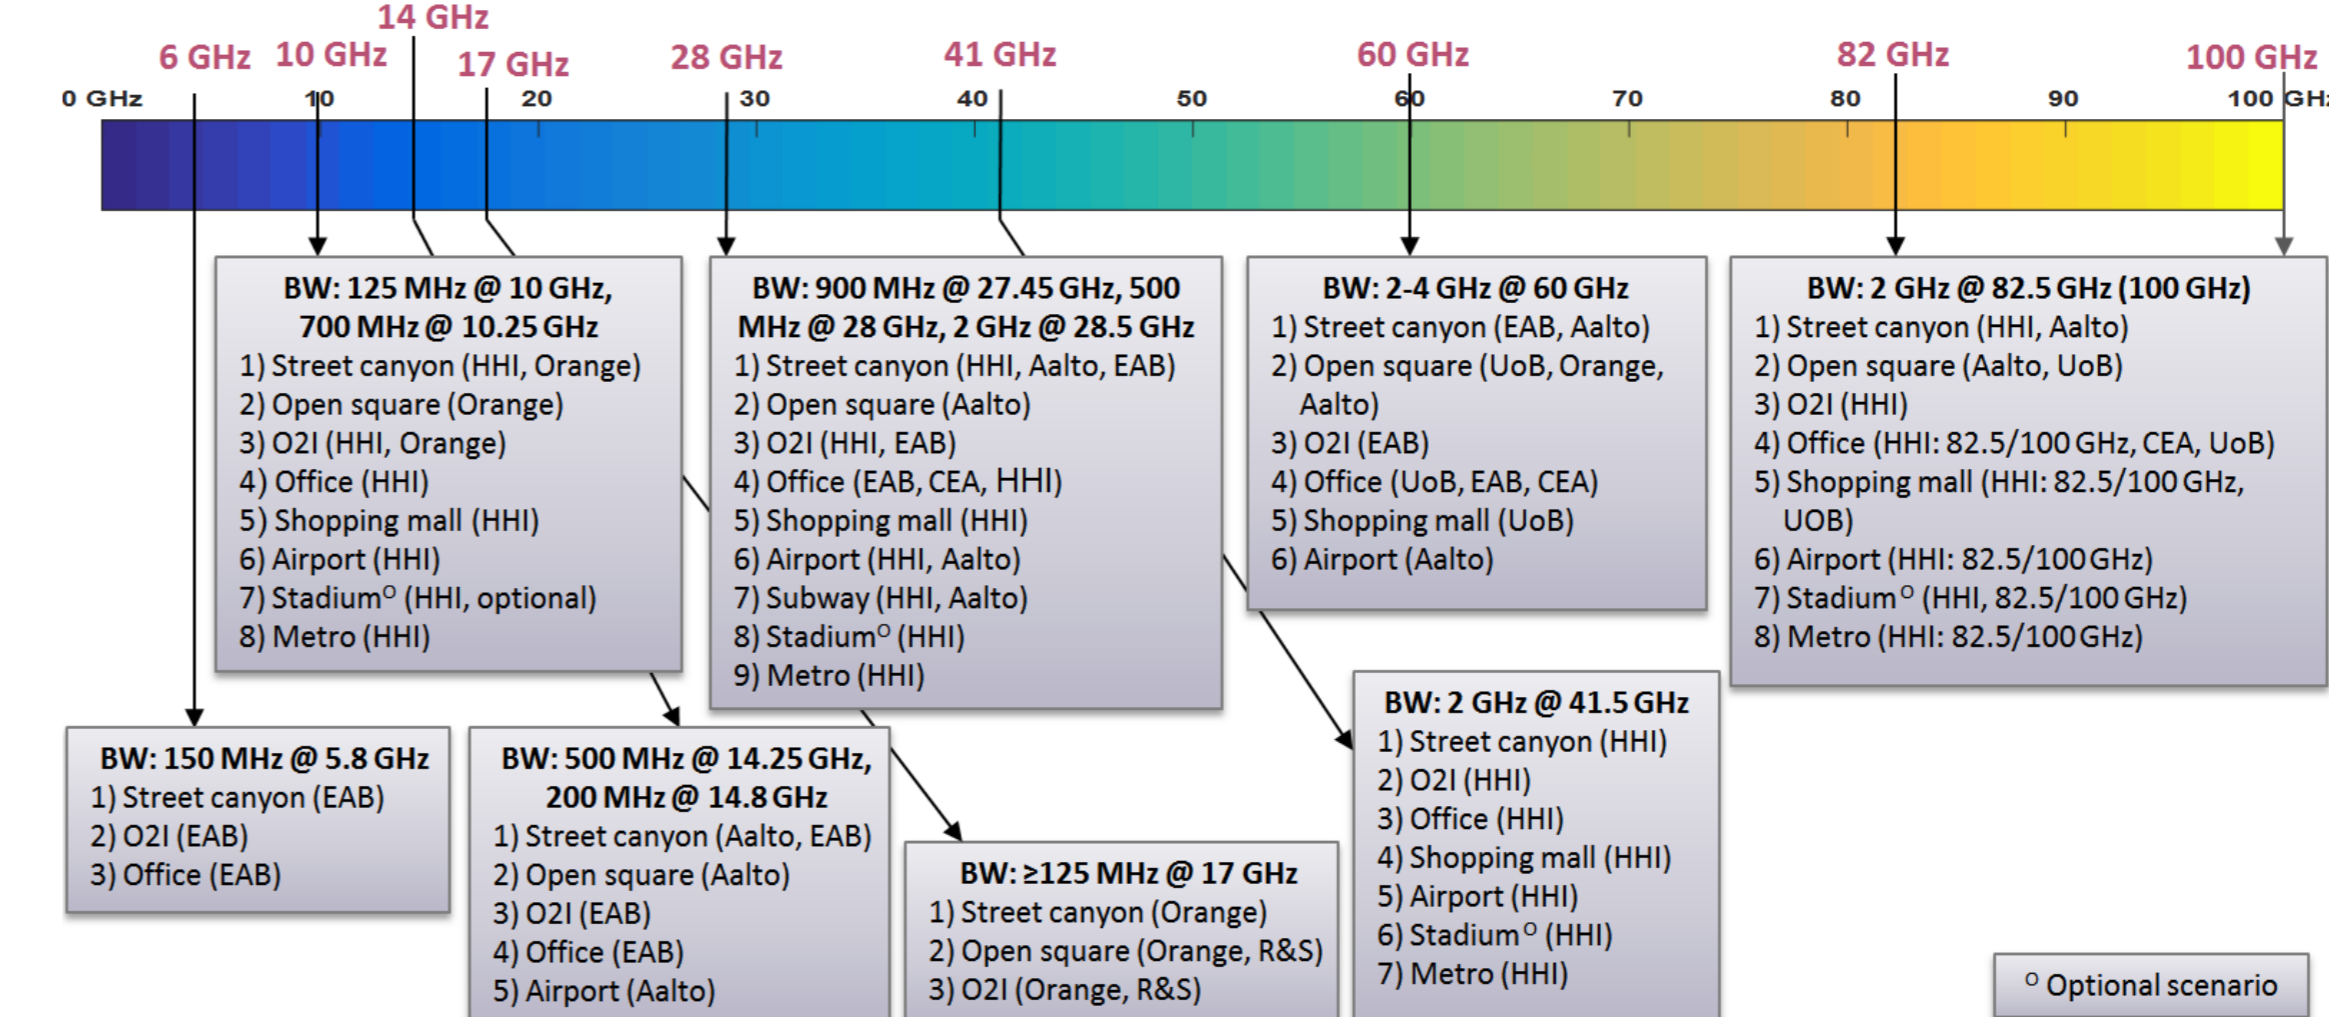 14 GHz
6 GHz 10 GHz 17 GHz 28 GHz 41 GHz 60 GHz 82 GHz 100 GHz
0 GHz 10 20 30 40 50 60 70 80 90 100 GHz
BW: 125 MHz @ 10 GHz,
700 MHz @ 10.25 GHz
1) Street canyon (HHI, Orange)
2) Open square (Orange)
3) O2I (HHI, Orange)
4) Office (HHI)
5) Shopping mall (HHI)
6) Airport (HHI)
7) Stadium^O (HHI, optional)
8) Metro (HHI)
BW: 900 MHz @ 27.45 GHz, 500
MHz @ 28 GHz, 2 GHz @ 28.5 GHz
1) Street canyon (HHI, Aalto, EAB)
2) Open square (Aalto)
3) O2I (HHI, EAB)
4) Office (EAB, CEA, HHI)
5) Shopping mall (HHI)
6) Airport (HHI, Aalto)
7) Subway (HHI, Aalto)
8) Stadium^O (HHI)
9) Metro (HHI)
BW: 2-4 GHz @ 60 GHz
1) Street canyon (EAB, Aalto)
2) Open square (UoB, Orange,
Aalto)
3) O2I (EAB)
4) Office (UoB, EAB, CEA)
5) Shopping mall (UoB)
6) Airport (Aalto)
BW: 2 GHz @ 82.5 GHz (100 GHz)
1) Street canyon (HHI, Aalto)
2) Open square (Aalto, UoB)
3) O2I (HHI)
4) Office (HHI: 82.5/100 GHz, CEA, UoB)
5) Shopping mall (HHI: 82.5/100 GHz,
UOB)
6) Airport (HHI: 82.5/100 GHz)
7) Stadium^O (HHI, 82.5/100 GHz)
8) Metro (HHI: 82.5/100 GHz)
BW: 150 MHz @ 5.8 GHz
1) Street canyon (EAB)
2) O2I (EAB)
3) Office (EAB)
BW: 500 MHz @ 14.25 GHz,
200 MHz @ 14.8 GHz
1) Street canyon (Aalto, EAB)
2) Open square (Aalto)
3) O2I (EAB)
4) Office (EAB)
5) Airport (Aalto)
BW: ≥125 MHz @ 17 GHz
1) Street canyon (Orange)
2) Open square (Orange, R&S)
3) O2I (Orange, R&S)
BW: 2 GHz @ 41.5 GHz
1) Street canyon (HHI)
2) O2I (HHI)
3) Office (HHI)
4) Shopping mall (HHI)
5) Airport (HHI)
6) Stadium^O (HHI)
7) Metro (HHI)
^O Optional scenario